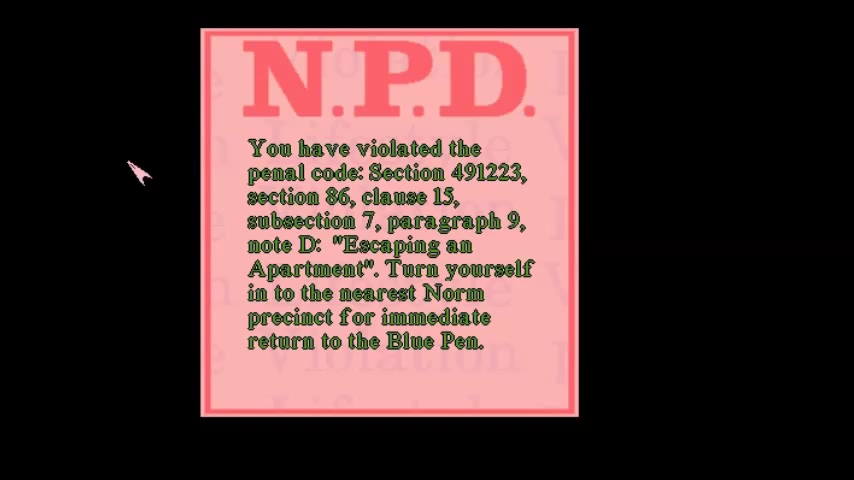 N.P.D.
You have violated the
penal code: Section 491223,
section 86, clause 15,
subsection 7, paragraph 9,
note D: "Escaping an
Apartment". Turn yourself
in to the nearest Norm
precinct for immediate
return to the Blue Pen.